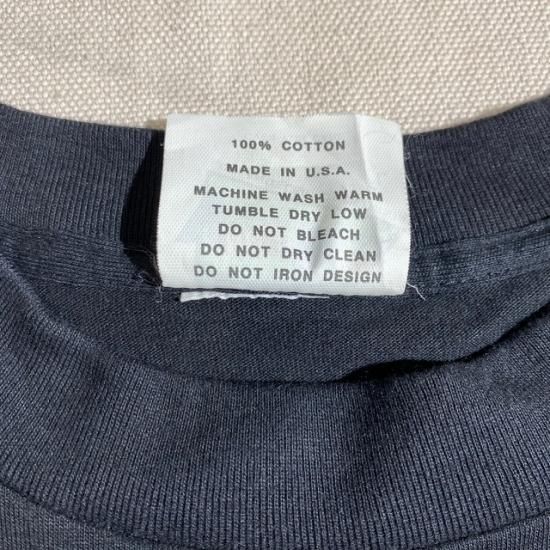 100% COTTON
MADE IN U.S.A.
MACHINE WASH WARM
TUMBLE DRY LOW
DO NOT BLEACH
DO NOT DRY CLEAN
DO NOT IRON DESIGN